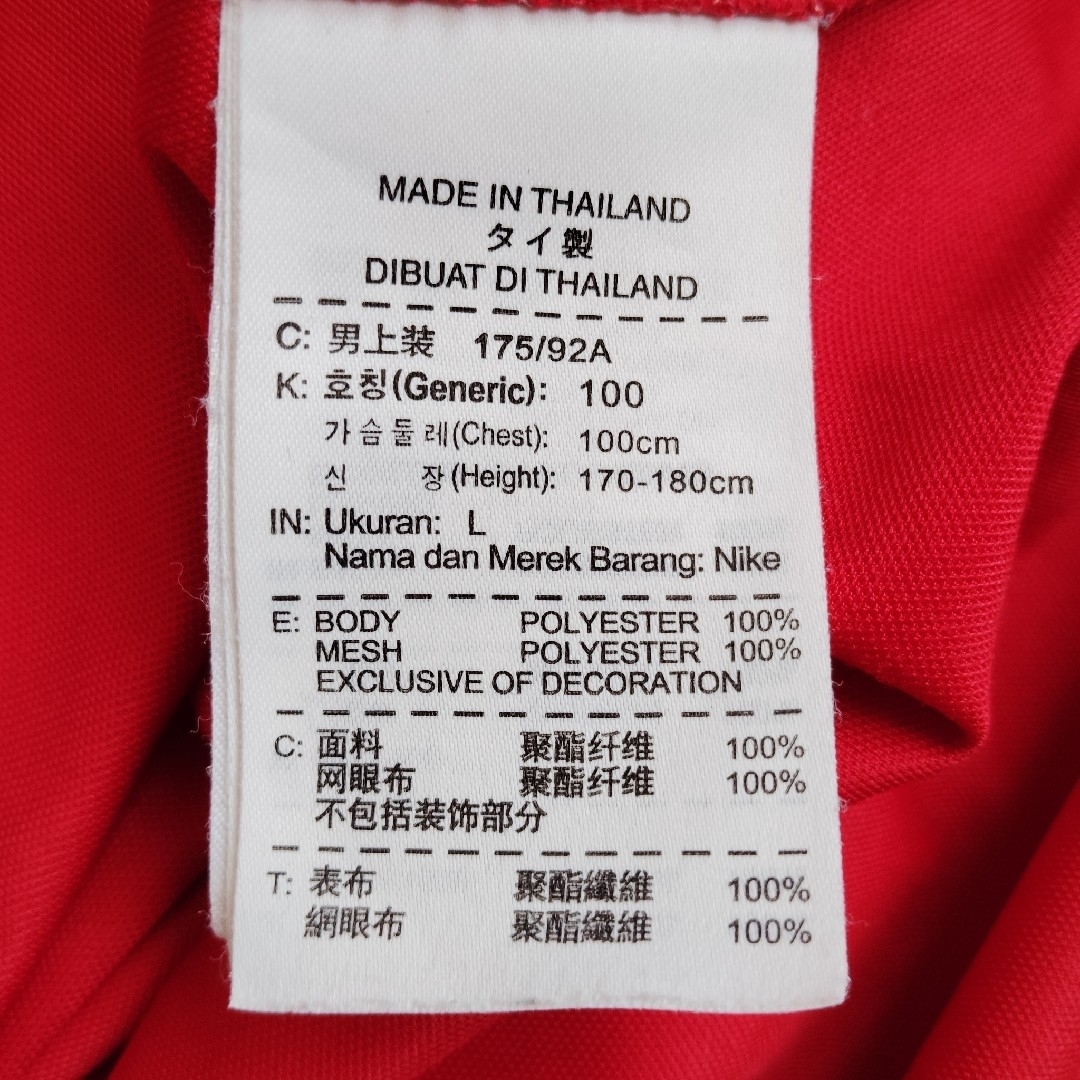 MADE IN THAILAND
タイ製
DIBUAT DI THAILAND
C: 男上装 175/92A
K: 호칭(Generic): 100
가슴둘레(Chest): 100cm
신 장(Height): 170-180cm
IN: Ukuran: L
Nama dan Merek Barang: Nike
E: BODY POLYESTER 100%
MESH POLYESTER 100%
EXCLUSIVE OF DECORATION
C: 面料 聚酯纤维 100%
网眼布 聚酯纤维 100%
不包括装饰部分
T: 表布 聚酯纖維 100%
網眼布 聚酯纖維 100%